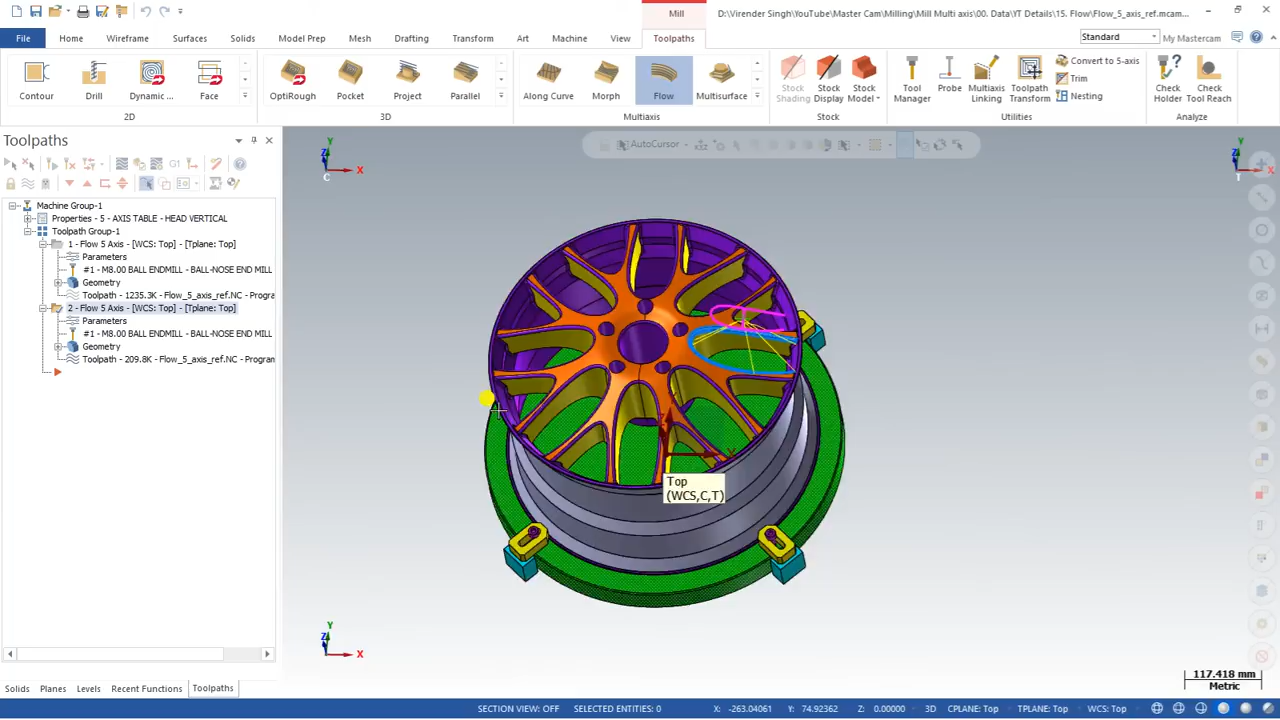 Mill
D:\Virender Singh\YouTube\Master Cam\Milling\Mill Multi axis\00. Data\YT Details\15. Flow\Flow_5_axis_ref.mcam...
File
Home
Wireframe
Surfaces
Solids
Model Prep
Mesh
Drafting
Transform
Art
Machine
View
Toolpaths
Standard
My Mastercam
Contour
Drill
Dynamic ...
Face
OptiRough
Pocket
Project
Parallel
Along Curve
Morph
Flow
Multisurface
Stock Shading
Stock Display
Stock Model
Tool Manager
Probe
Multiaxis Linking
Toolpath Transform
Convert to 5-axis
Trim
Nesting
Check Holder
Check Tool Reach
2D
3D
Multiaxis
Stock
Utilities
Analyze
Toolpaths
G1
AutoCursor
Y
Z
X
C
Y
Z
X
T
Machine Group-1
Properties - 5 - AXIS TABLE - HEAD VERTICAL
Toolpath Group-1
1 - Flow 5 Axis - [WCS: Top] - [Tplane: Top]
Parameters
#1 - M8.00 BALL ENDMILL - BALL-NOSE END MILL
Geometry
Toolpath - 1235.3K - Flow_5_axis_ref.NC - Progra
2 - Flow 5 Axis - [WCS: Top] - [Tplane: Top]
Parameters
#1 - M8.00 BALL ENDMILL - BALL-NOSE END MILL
Geometry
Toolpath - 209.8K - Flow_5_axis_ref.NC - Program
Top
(WCS,C,T)
Y
Z
X
117.418 mm
Metric
Solids
Planes
Levels
Recent Functions
Toolpaths
SECTION VIEW: OFF
SELECTED ENTITIES: 0
X: -263.04061
Y: 74.92362
Z: 0.00000
3D
CPLANE: Top
TPLANE: Top
WCS: Top